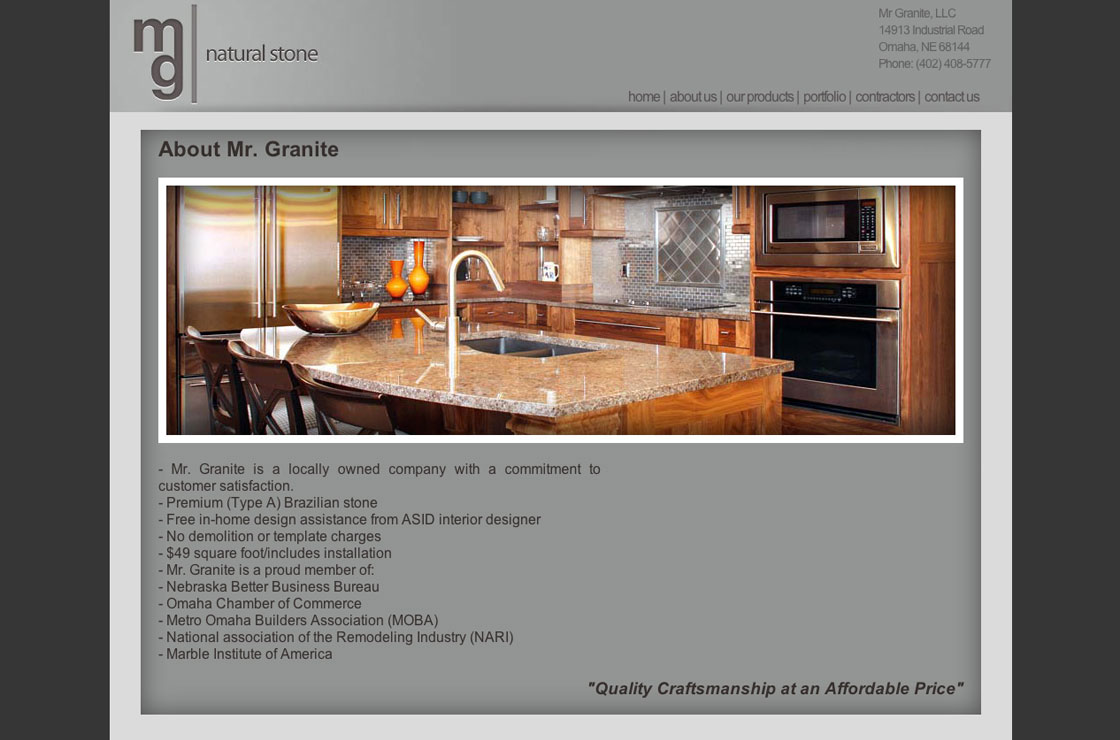 mg
natural stone
Mr Granite, LLC
14913 Industrial Road
Omaha, NE 68144
Phone: (402) 408-5777
home | about us | our products | portfolio | contractors | contact us
About Mr. Granite
- Mr. Granite is a locally owned company with a commitment to
customer satisfaction.
- Premium (Type A) Brazilian stone
- Free in-home design assistance from ASID interior designer
- No demolition or template charges
- $49 square foot/includes installation
- Mr. Granite is a proud member of:
- Nebraska Better Business Bureau
- Omaha Chamber of Commerce
- Metro Omaha Builders Association (MOBA)
- National association of the Remodeling Industry (NARI)
- Marble Institute of America
"Quality Craftsmanship at an Affordable Price"